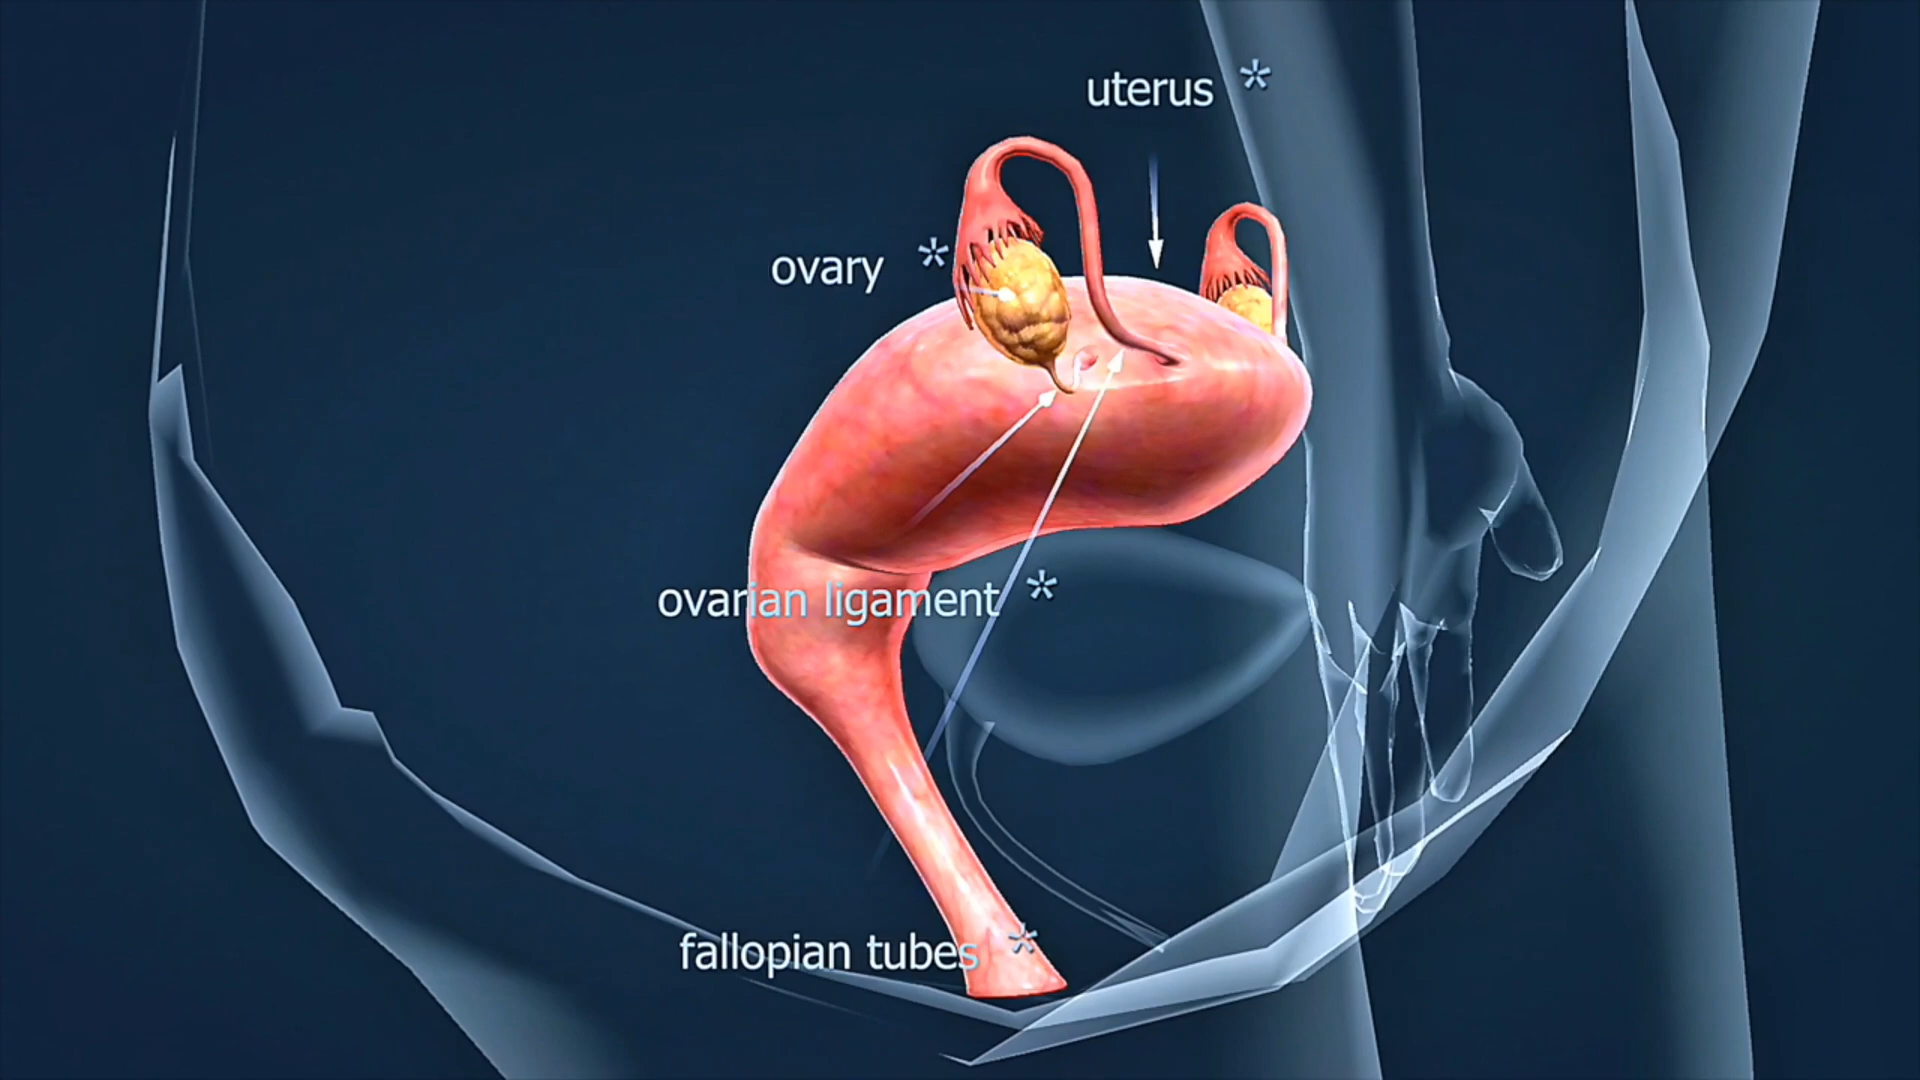 uterus *
ovary *
ovarian ligament *
fallopian tubes *